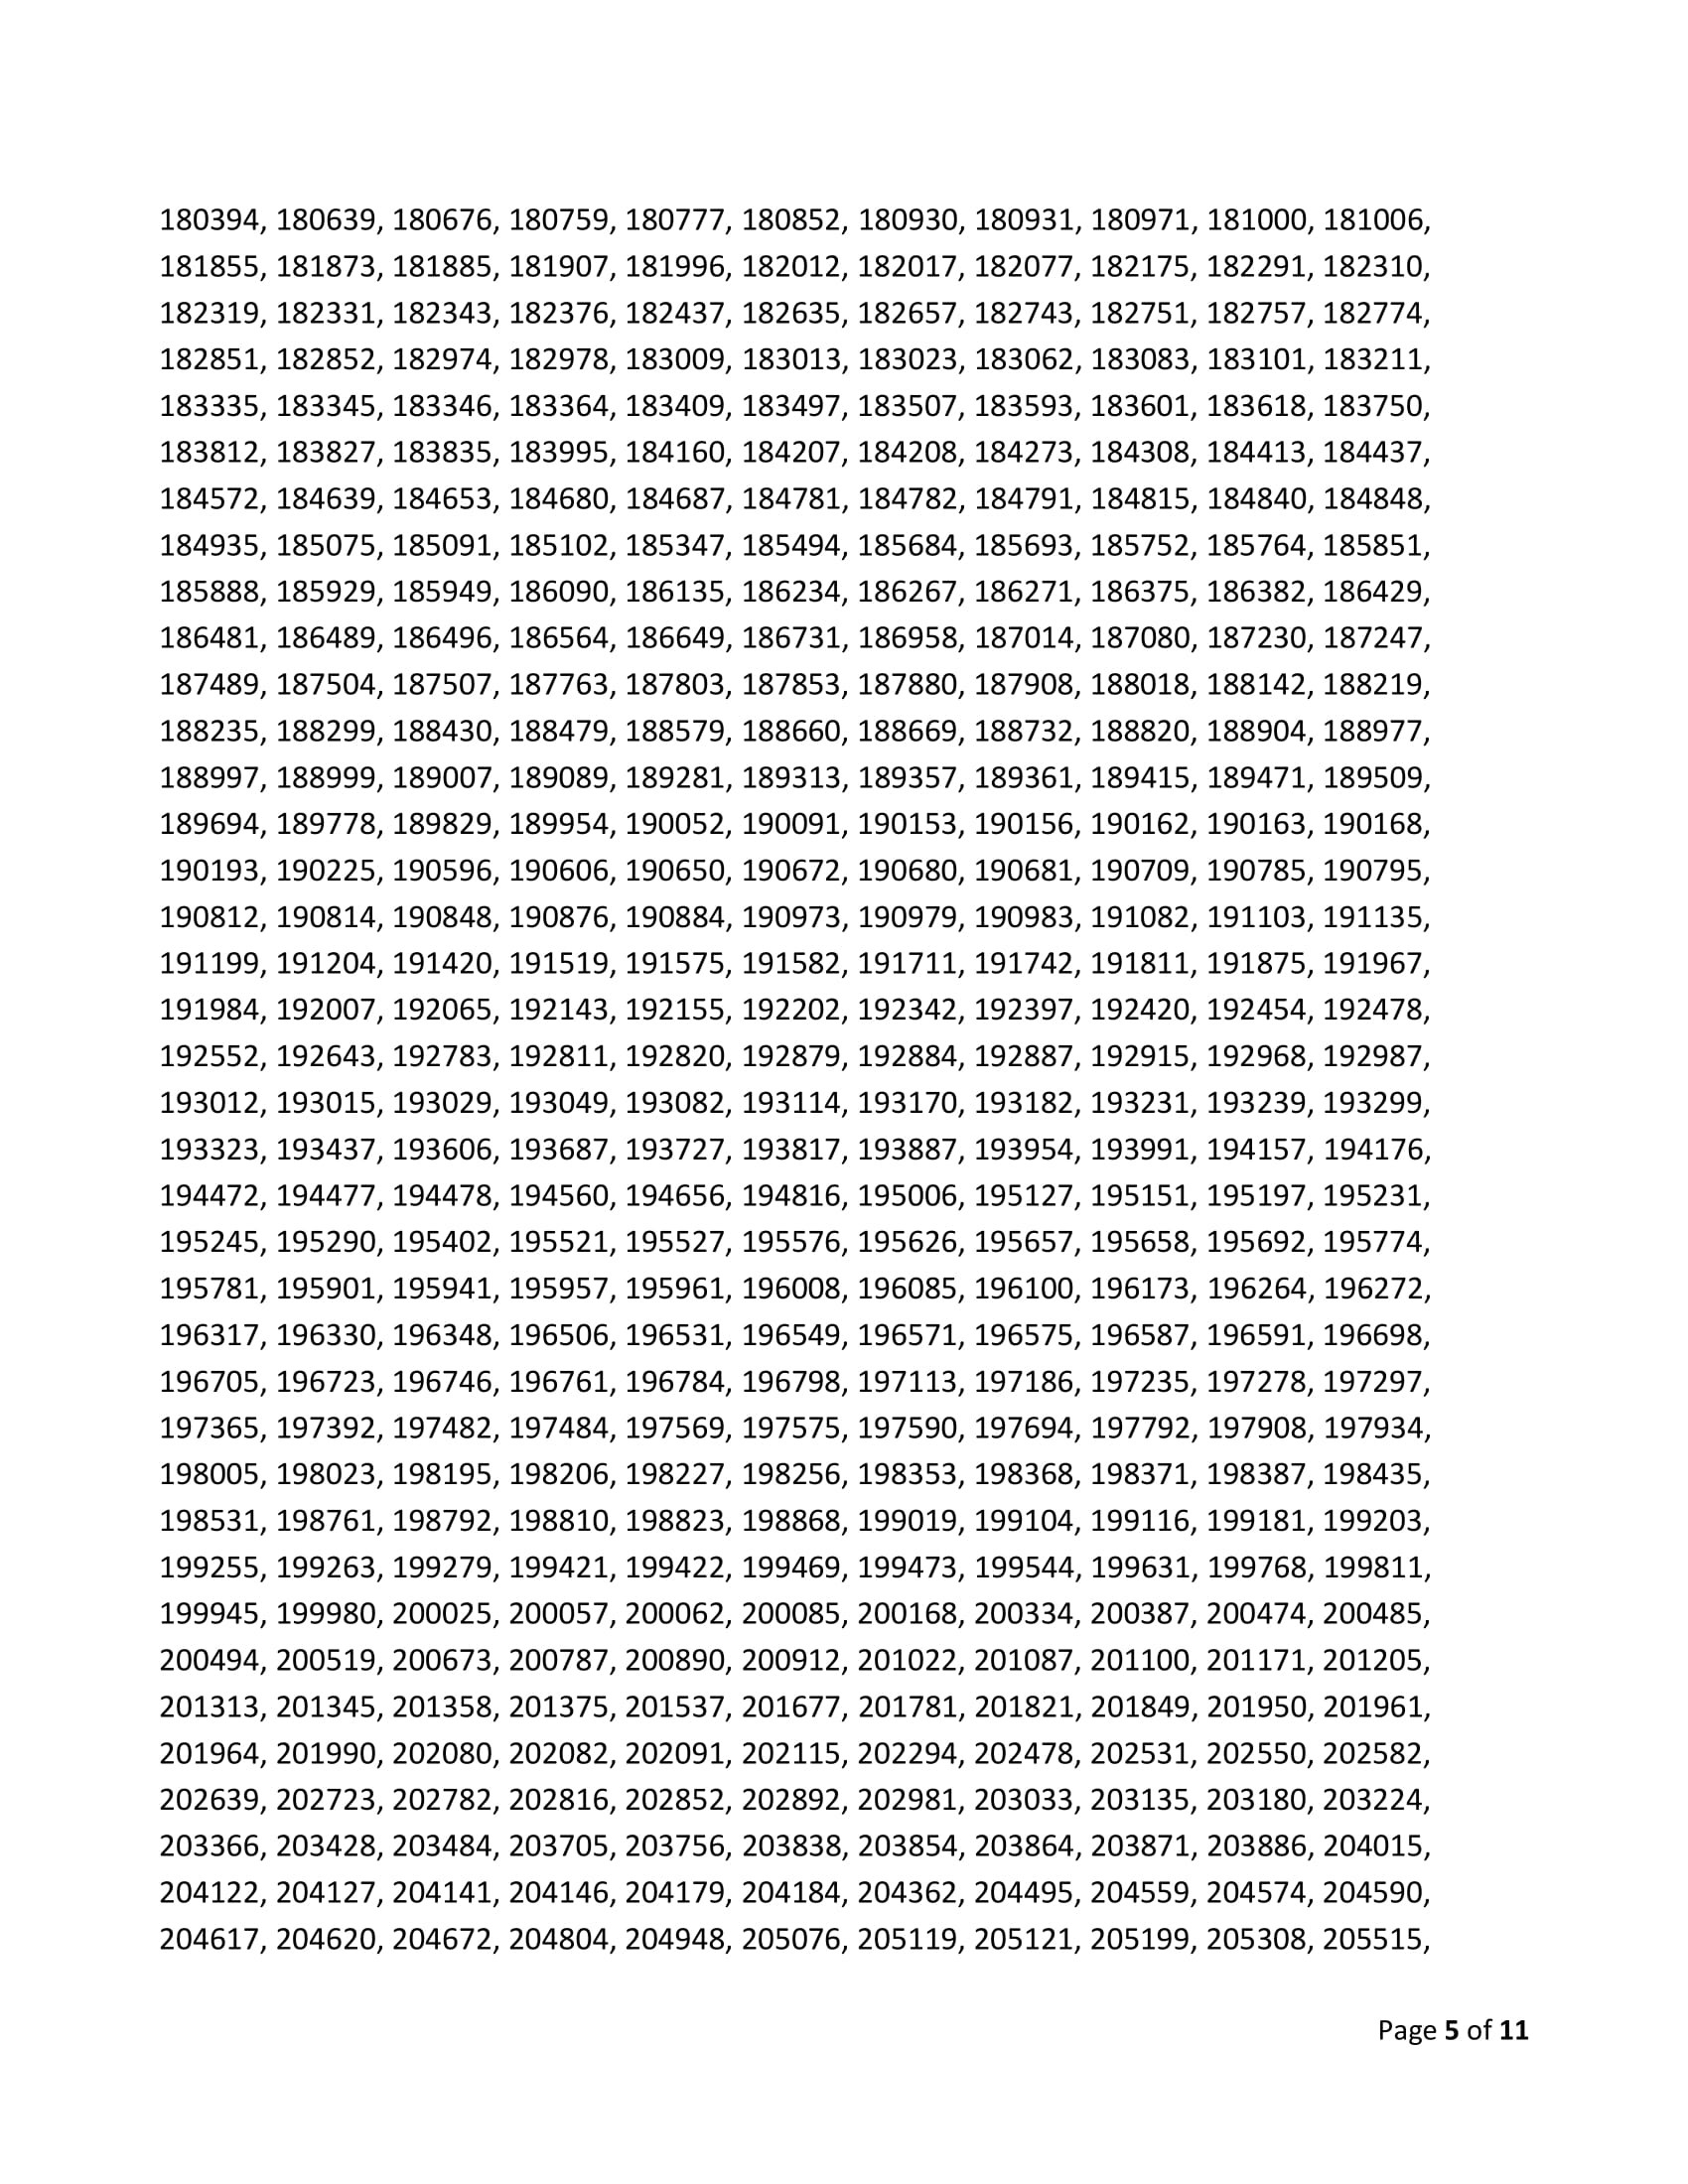 180394, 180639, 180676, 180759, 180777, 180852, 180930, 180931, 180971, 181000, 181006,
181855, 181873, 181885, 181907, 181996, 182012, 182017, 182077, 182175, 182291, 182310,
182319, 182331, 182343, 182376, 182437, 182635, 182657, 182743, 182751, 182757, 182774,
182851, 182852, 182974, 182978, 183009, 183013, 183023, 183062, 183083, 183101, 183211,
183335, 183345, 183346, 183364, 183409, 183497, 183507, 183593, 183601, 183618, 183750,
183812, 183827, 183835, 183995, 184160, 184207, 184208, 184273, 184308, 184413, 184437,
184572, 184639, 184653, 184680, 184687, 184781, 184782, 184791, 184815, 184840, 184848,
184935, 185075, 185091, 185102, 185347, 185494, 185684, 185693, 185752, 185764, 185851,
185888, 185929, 185949, 186090, 186135, 186234, 186267, 186271, 186375, 186382, 186429,
186481, 186489, 186496, 186564, 186649, 186731, 186958, 187014, 187080, 187230, 187247,
187489, 187504, 187507, 187763, 187803, 187853, 187880, 187908, 188018, 188142, 188219,
188235, 188299, 188430, 188479, 188579, 188660, 188669, 188732, 188820, 188904, 188977,
188997, 188999, 189007, 189089, 189281, 189313, 189357, 189361, 189415, 189471, 189509,
189694, 189778, 189829, 189954, 190052, 190091, 190153, 190156, 190162, 190163, 190168,
190193, 190225, 190596, 190606, 190650, 190672, 190680, 190681, 190709, 190785, 190795,
190812, 190814, 190848, 190876, 190884, 190973, 190979, 190983, 191082, 191103, 191135,
191199, 191204, 191420, 191519, 191575, 191582, 191711, 191742, 191811, 191875, 191967,
191984, 192007, 192065, 192143, 192155, 192202, 192342, 192397, 192420, 192454, 192478,
192552, 192643, 192783, 192811, 192820, 192879, 192884, 192887, 192915, 192968, 192987,
193012, 193015, 193029, 193049, 193082, 193114, 193170, 193182, 193231, 193239, 193299,
193323, 193437, 193606, 193687, 193727, 193817, 193887, 193954, 193991, 194157, 194176,
194472, 194477, 194478, 194560, 194656, 194816, 195006, 195127, 195151, 195197, 195231,
195245, 195290, 195402, 195521, 195527, 195576, 195626, 195657, 195658, 195692, 195774,
195781, 195901, 195941, 195957, 195961, 196008, 196085, 196100, 196173, 196264, 196272,
196317, 196330, 196348, 196506, 196531, 196549, 196571, 196575, 196587, 196591, 196698,
196705, 196723, 196746, 196761, 196784, 196798, 197113, 197186, 197235, 197278, 197297,
197365, 197392, 197482, 197484, 197569, 197575, 197590, 197694, 197792, 197908, 197934,
198005, 198023, 198195, 198206, 198227, 198256, 198353, 198368, 198371, 198387, 198435,
198531, 198761, 198792, 198810, 198823, 198868, 199019, 199104, 199116, 199181, 199203,
199255, 199263, 199279, 199421, 199422, 199469, 199473, 199544, 199631, 199768, 199811,
199945, 199980, 200025, 200057, 200062, 200085, 200168, 200334, 200387, 200474, 200485,
200494, 200519, 200673, 200787, 200890, 200912, 201022, 201087, 201100, 201171, 201205,
201313, 201345, 201358, 201375, 201537, 201677, 201781, 201821, 201849, 201950, 201961,
201964, 201990, 202080, 202082, 202091, 202115, 202294, 202478, 202531, 202550, 202582,
202639, 202723, 202782, 202816, 202852, 202892, 202981, 203033, 203135, 203180, 203224,
203366, 203428, 203484, 203705, 203756, 203838, 203854, 203864, 203871, 203886, 204015,
204122, 204127, 204141, 204146, 204179, 204184, 204362, 204495, 204559, 204574, 204590,
204617, 204620, 204672, 204804, 204948, 205076, 205119, 205121, 205199, 205308, 205515,
Page 5 of 11